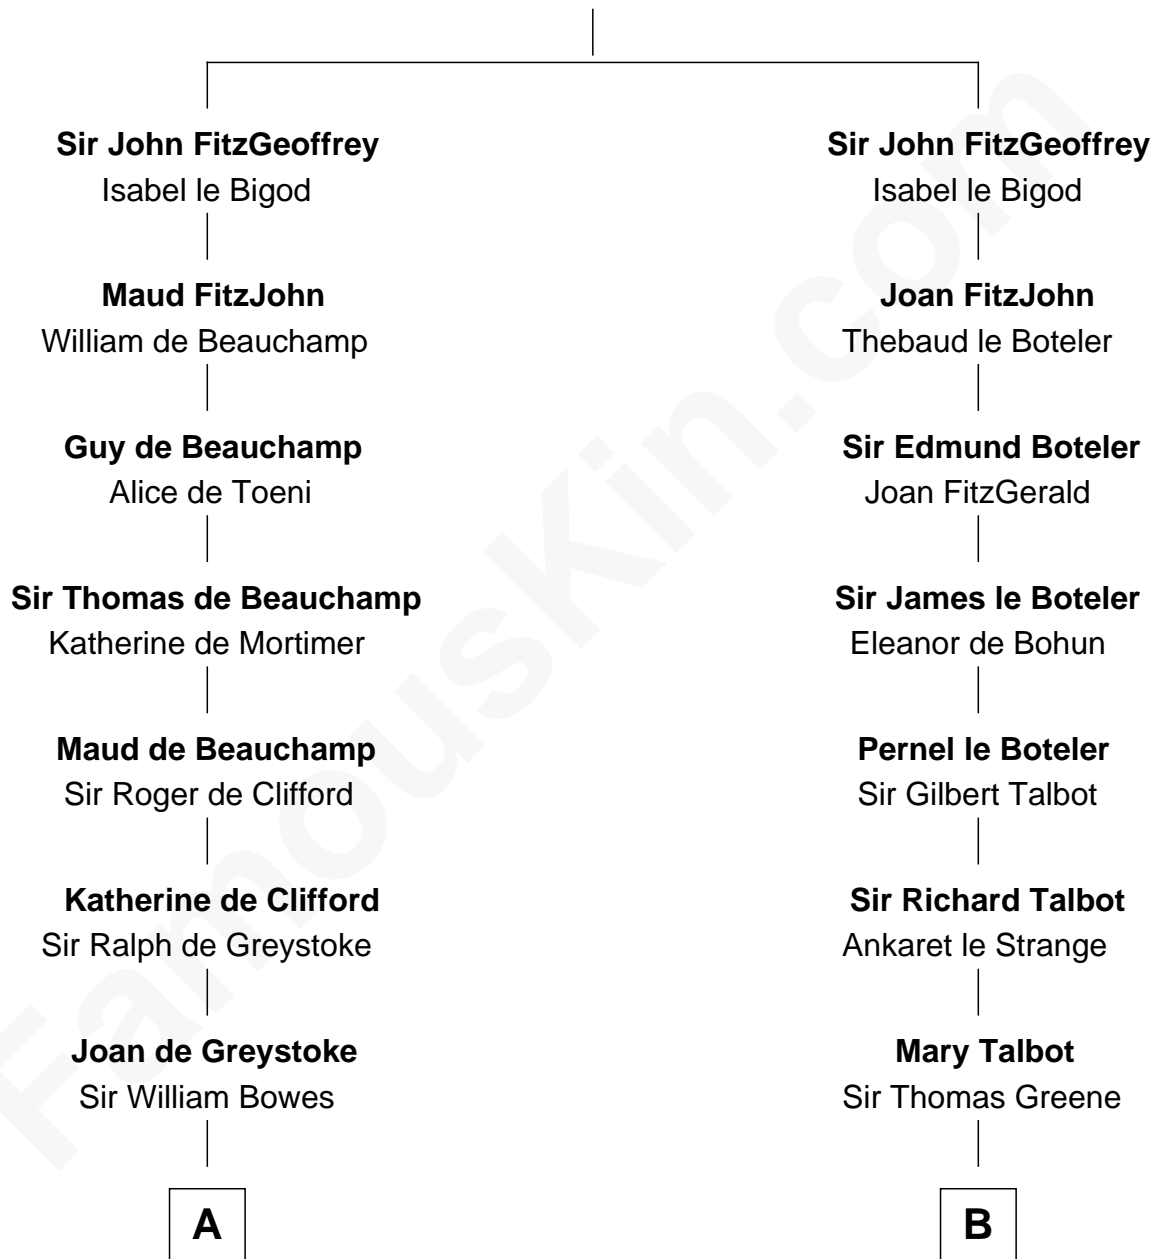 Sir John FitzGeoffrey
Isabel le Bigod
Maud FitzJohn
William de Beauchamp
Guy de Beauchamp
Alice de Toeni
Sir Thomas de Beauchamp
Katherine de Mortimer
Maud de Beauchamp
Sir Roger de Clifford
Katherine de Clifford
Sir Ralph de Greystoke
Joan de Greystoke
Sir William Bowes
A
Sir John FitzGeoffrey
Isabel le Bigod
Joan FitzJohn
Thebaud le Boteler
Sir Edmund Boteler
Joan FitzGerald
Sir James le Boteler
Eleanor de Bohun
Pernel le Boteler
Sir Gilbert Talbot
Sir Richard Talbot
Ankaret le Strange
Mary Talbot
Sir Thomas Greene
B
FamousKin.com